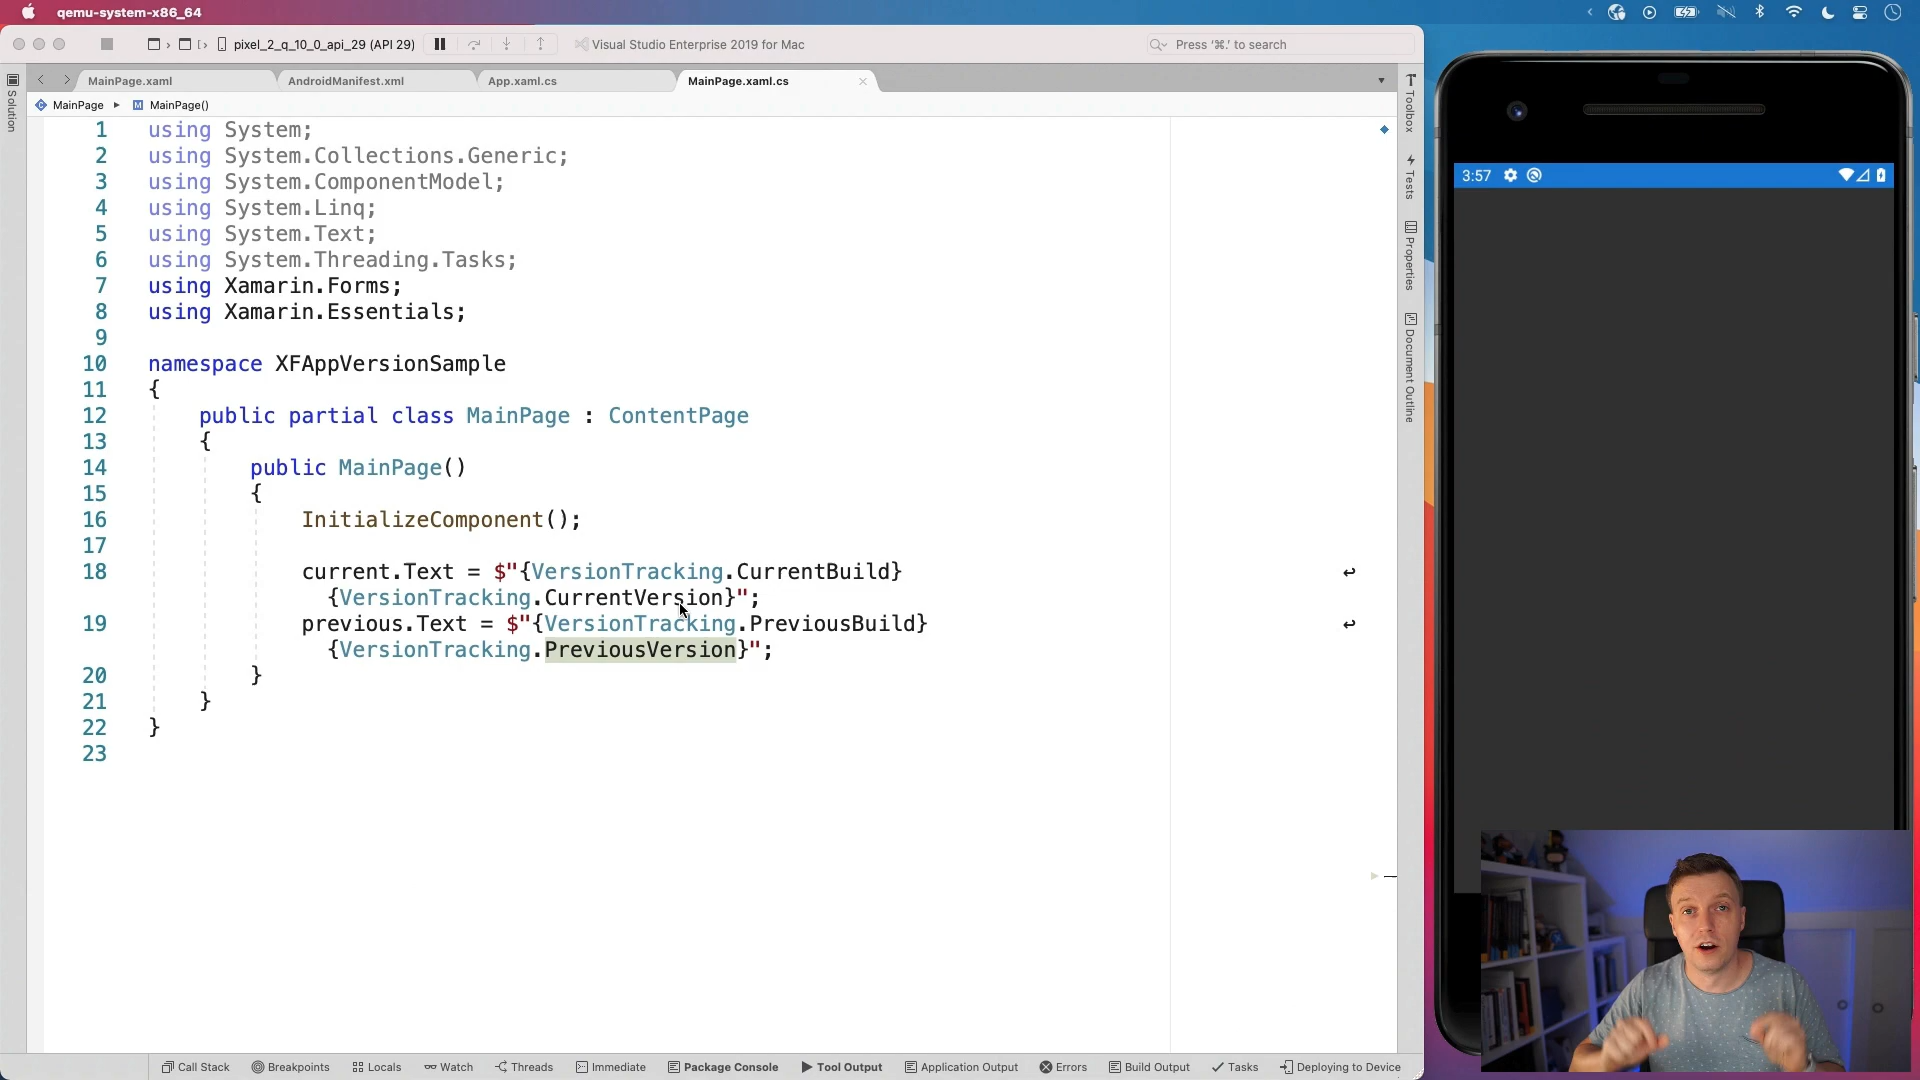 qemu-system-x86_64
pixel_2_q_10_0_api_29 (API 29)
Visual Studio Enterprise 2019 for Mac
Press ‘⌘.’ to search
MainPage.xaml
AndroidManifest.xml
App.xaml.cs
MainPage.xaml.cs
MainPage
MainPage()
Solution
Toolbox
Tests
Properties
Document Outline
1 using System;
2 using System.Collections.Generic;
3 using System.ComponentModel;
4 using System.Linq;
5 using System.Text;
6 using System.Threading.Tasks;
7 using Xamarin.Forms;
8 using Xamarin.Essentials;
9
10 namespace XFAppVersionSample
11 {
12 public partial class MainPage : ContentPage
13 {
14 public MainPage()
15 {
16 InitializeComponent();
17
18 current.Text = $"{VersionTracking.CurrentBuild}
{VersionTracking.CurrentVersion}";
19 previous.Text = $"{VersionTracking.PreviousBuild}
{VersionTracking.PreviousVersion}";
20 }
21 }
22 }
23
3:57
Call Stack
Breakpoints
Locals
Watch
Threads
Immediate
Package Console
Tool Output
Application Output
Errors
Build Output
Tasks
Deploying to Device